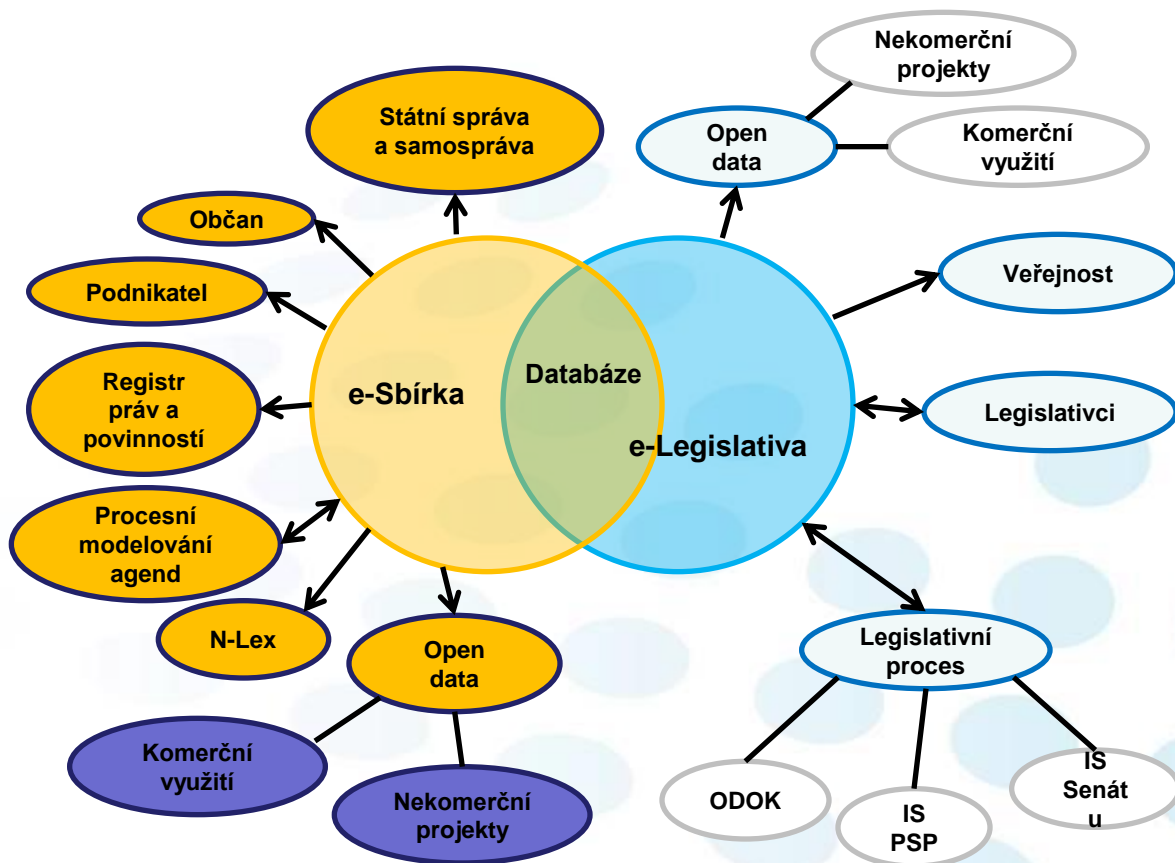 Nekomerční
projekty
Státní správa
a samospráva
Open
data
Komerční
využití
Občan
Veřejnost
Podnikatel
Databáze
e-Sbírka
Registr
práv a
povinností
Legislativci
e-Legislativa
Procesní
modelování
agend
N-Lex
Open
data
Legislativní
proces
Komerční
využití
Nekomerční
projekty
ODOK
IS
PSP
IS
Senát
u